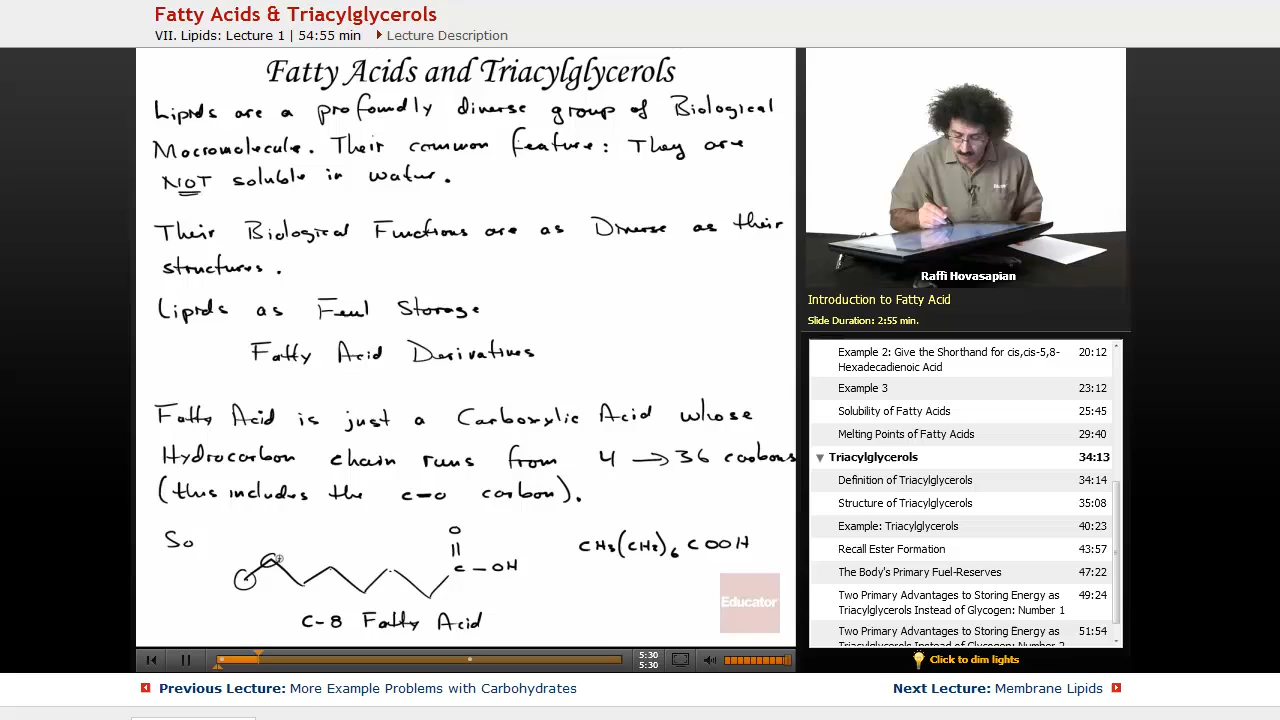 Fatty Acids & Triacylglycerols
VII. Lipids: Lecture 1 | 54:55 min
Lecture Description
Fatty Acids and Triacylglycerols
Lipids are a profoundly diverse group of Biological
Macromolecule. Their common feature: They are
NOT soluble in water.
Their Biological Functions are as Diverse as their
structures.
Lipids as Fuel Storage
Fatty Acid Derivatives
Fatty Acid is just a Carboxylic Acid whose
Hydrocarbon chain runs from 4 → 36 carbons
(this includes the c=o carbon).
So
O
C - OH
CH3(CH2)6 COOH
C-8 Fatty Acid
Educator
Raffi Hovasapian
Introduction to Fatty Acid
Slide Duration: 2:55 min.
Example 2: Give the Shorthand for cis,cis-5,8- 20:12
Hexadecadienoic Acid
Example 3 23:12
Solubility of Fatty Acids 25:45
Melting Points of Fatty Acids 29:40
Triacylglycerols 34:13
Definition of Triacylglycerols 34:14
Structure of Triacylglycerols 35:08
Example: Triacylglycerols 40:23
Recall Ester Formation 43:57
The Body's Primary Fuel-Reserves 47:22
Two Primary Advantages to Storing Energy as 49:24
Triacylglycerols Instead of Glycogen: Number 1
Two Primary Advantages to Storing Energy as 51:54
Triacylglycerols Instead of Glycogen: Number 2
5:30
5:30
Click to dim lights
Previous Lecture: More Example Problems with Carbohydrates
Next Lecture: Membrane Lipids